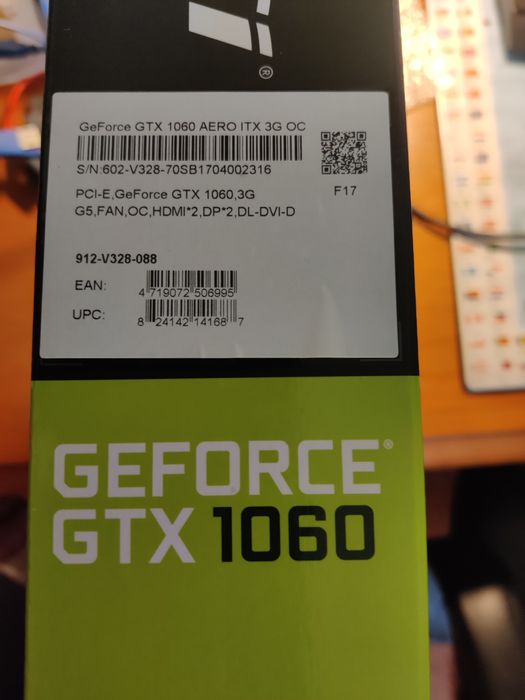 ®
GeForce GTX 1060 AERO ITX 3G OC
S/N:602-V328-70SB1704002316
PCI-E,GeForce GTX 1060,3G
G5,FAN,OC,HDMI*2,DP*2,DL-DVI-D
F17
912-V328-088
EAN:
4 719072 506995
UPC:
8 24142 14168 7
GEFORCE®
GTX 1060